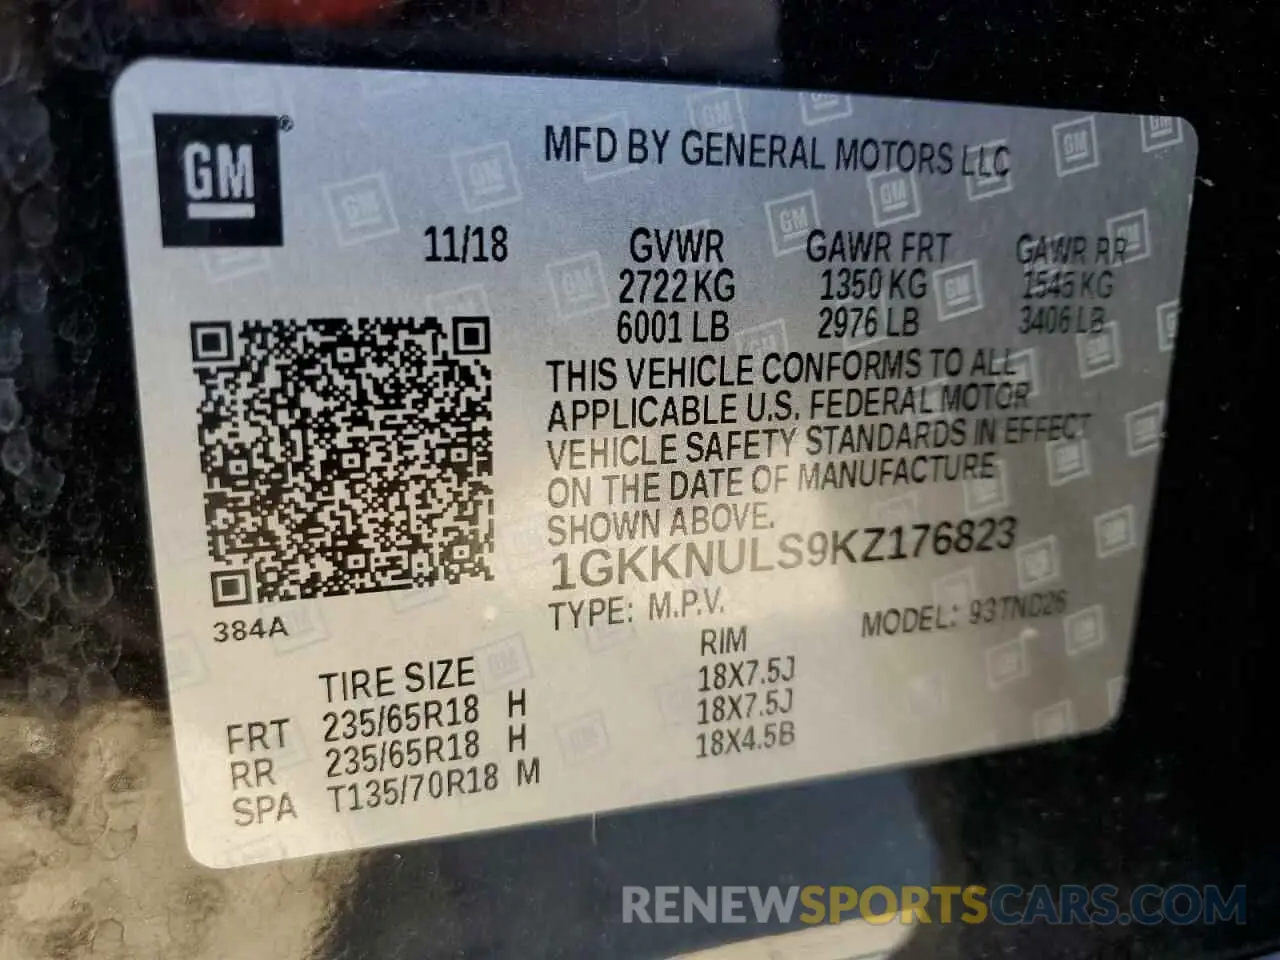 GM®
MFD BY GENERAL MOTORS LLC
11/18
GVWR GAWR FRT GAWR RR
2722 KG 1350 KG 1545 KG
6001 LB 2976 LB 3406 LB
THIS VEHICLE CONFORMS TO ALL
APPLICABLE U.S. FEDERAL MOTOR
VEHICLE SAFETY STANDARDS IN EFFECT
ON THE DATE OF MANUFACTURE
SHOWN ABOVE.
1GKKNULS9KZ176823
TYPE: M.P.V. MODEL: 93TND26
384A
TIRE SIZE RIM
FRT 235/65R18 H 18X7.5J
RR 235/65R18 H 18X7.5J
SPA T135/70R18 M 18X4.5B
RENEWSPORTSCARS.COM